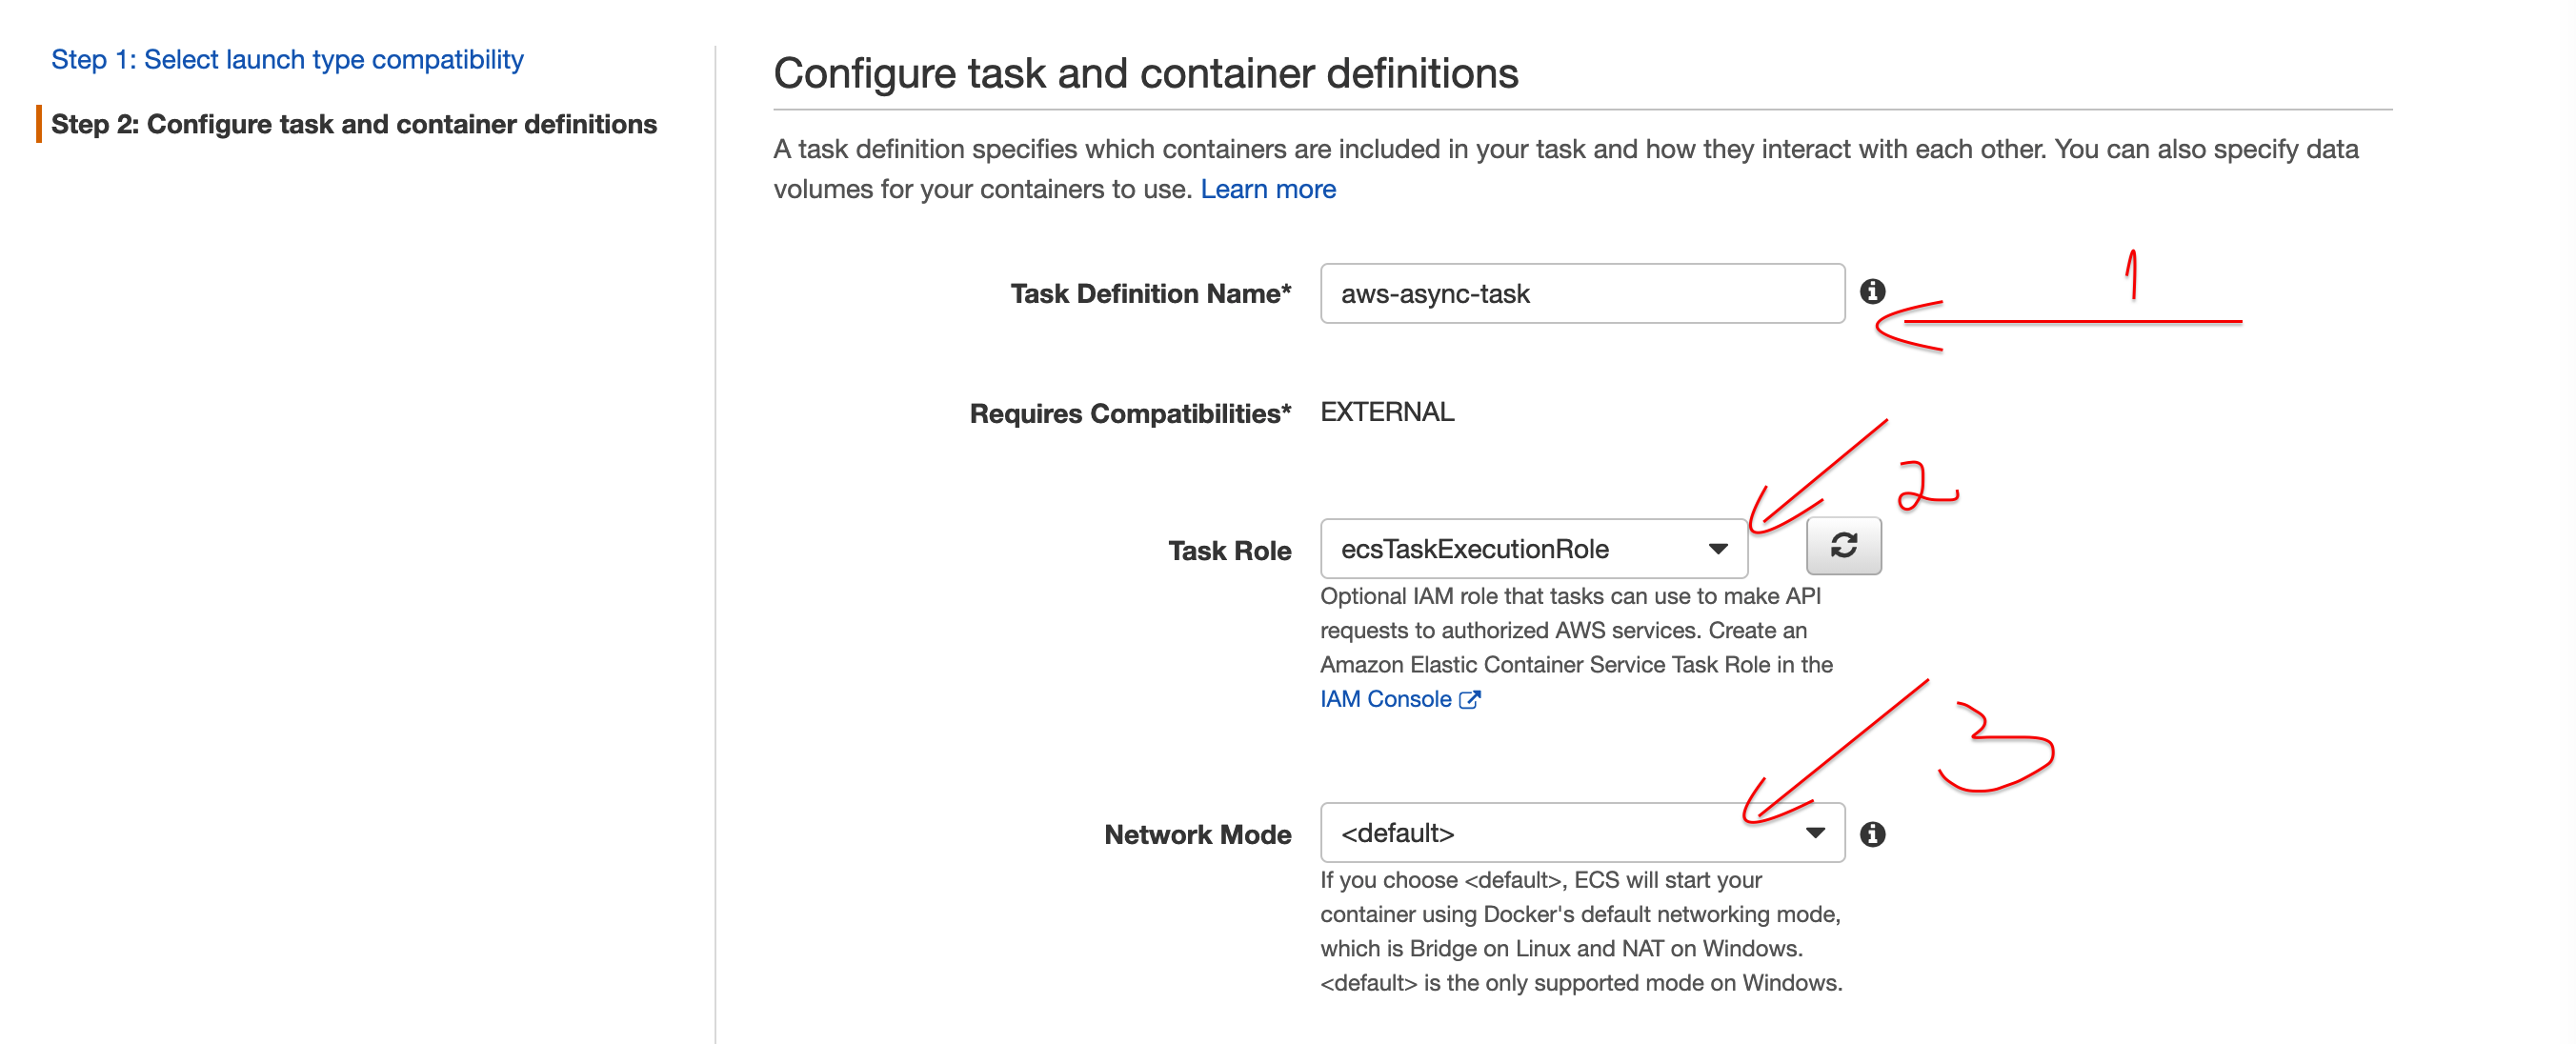 Step 1: Select launch type compatibility
Step 2: Configure task and container definitions
Configure task and container definitions
A task definition specifies which containers are included in your task and how they interact with each other. You can also specify data
volumes for your containers to use. Learn more
Task Definition Name* aws-async-task
1
Requires Compatibilities* EXTERNAL
2
Task Role ecsTaskExecutionRole
Optional IAM role that tasks can use to make API
requests to authorized AWS services. Create an
Amazon Elastic Container Service Task Role in the
IAM Console
3
Network Mode <default>
If you choose <default>, ECS will start your
container using Docker's default networking mode,
which is Bridge on Linux and NAT on Windows.
<default> is the only supported mode on Windows.